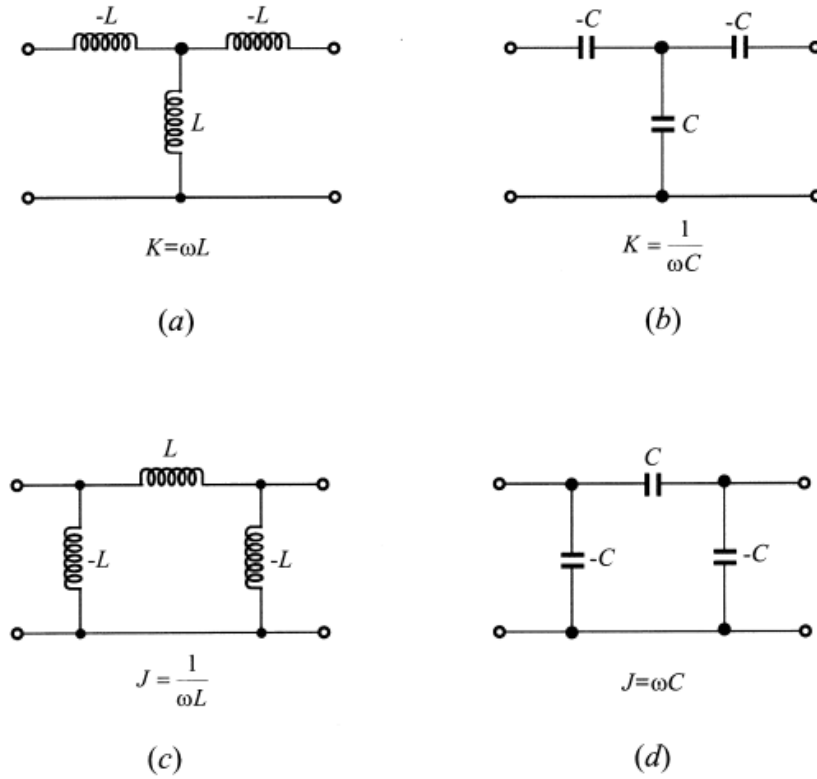 -L -L
L
K=ωL
(a)
-C -C
C
K = 1/ωC
(b)
L
-L -L
J = 1/ωL
(c)
C
-C -C
J=ωC
(d)